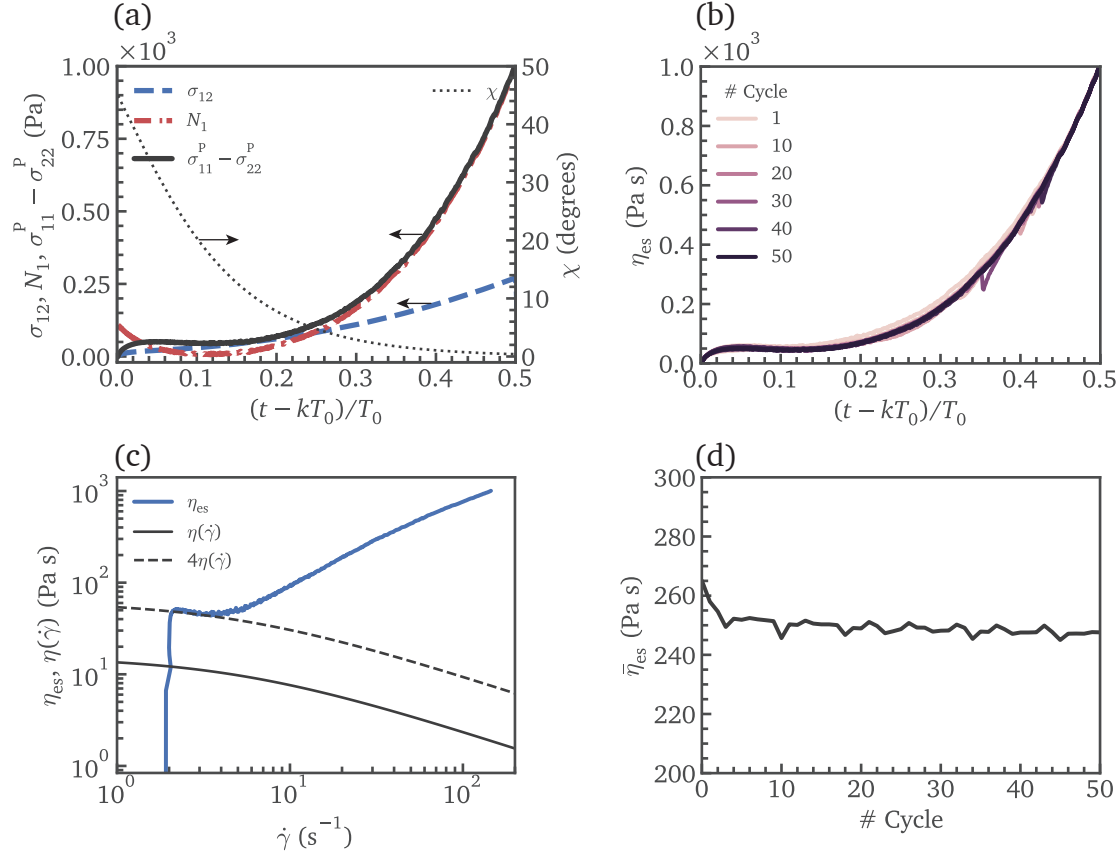 (a)
×10³
σ₁₂, N₁, σ₁₁ᴾ − σ₂₂ᴾ (Pa)
1.00
0.75
0.50
0.25
0.00
σ₁₂
N₁
σ₁₁ᴾ − σ₂₂ᴾ
χ
50
40
30
20
10
0
χ (degrees)
0.0 0.1 0.2 0.3 0.4 0.5
(t − kT₀)/T₀
(b)
×10³
ηₑₛ (Pa s)
1.0
0.8
0.6
0.4
0.2
0.0
# Cycle
1
10
20
30
40
50
0.0 0.1 0.2 0.3 0.4 0.5
(t − kT₀)/T₀
(c)
ηₑₛ, η(γ̇) (Pa s)
10³
10²
10¹
10⁰
ηₑₛ
η(γ̇)
4η(γ̇)
10⁰ 10¹ 10²
γ̇ (s⁻¹)
(d)
η̄ₑₛ (Pa s)
300
280
260
240
220
200
0 10 20 30 40 50
# Cycle